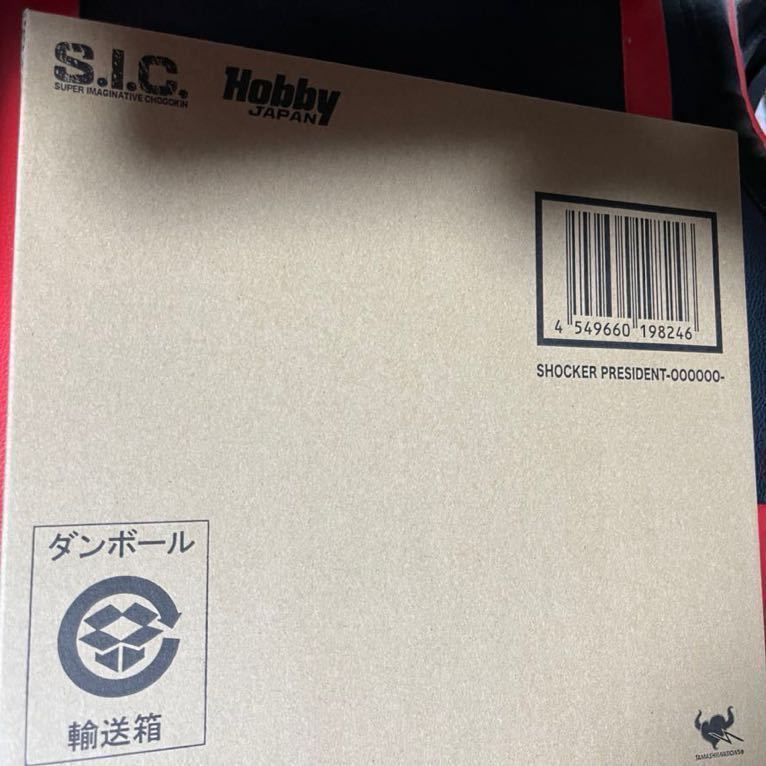 S.I.C.
SUPER IMAGINATIVE CHOGOKIN
Hobby
JAPAN
4 549660 198246
SHOCKER PRESIDENT-000000-
ダンボール
輸送箱